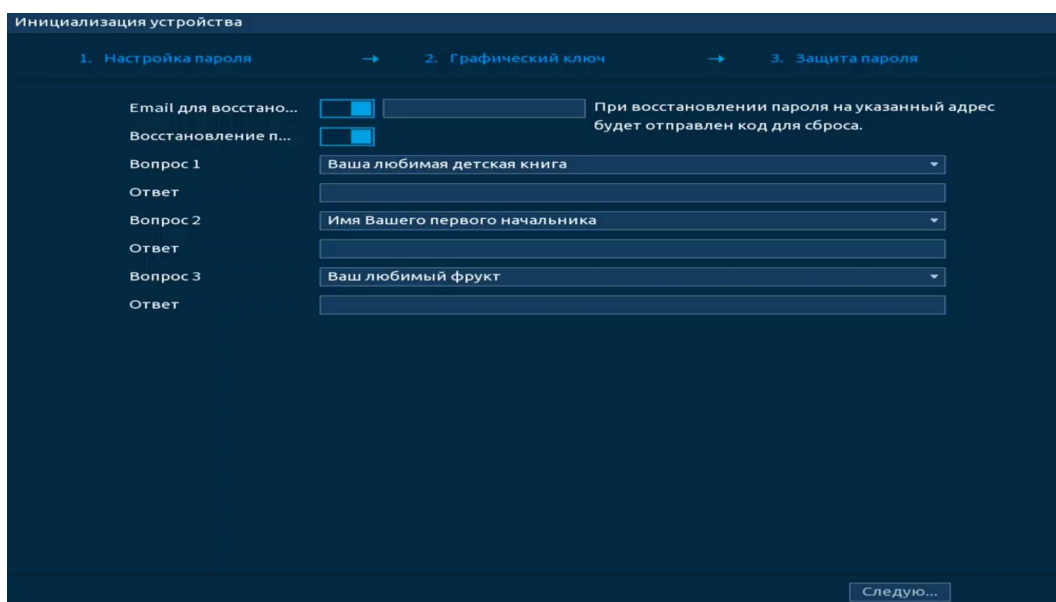 Инициализация устройства
1. Настройка пароля → 2. Графический ключ → 3. Защита пароля
Email для восстано... При восстановлении пароля на указанный адрес
будет отправлен код для сброса.
Восстановление п...
Вопрос 1 Ваша любимая детская книга
Ответ
Вопрос 2 Имя Вашего первого начальника
Ответ
Вопрос 3 Ваш любимый фрукт
Ответ
Следую...